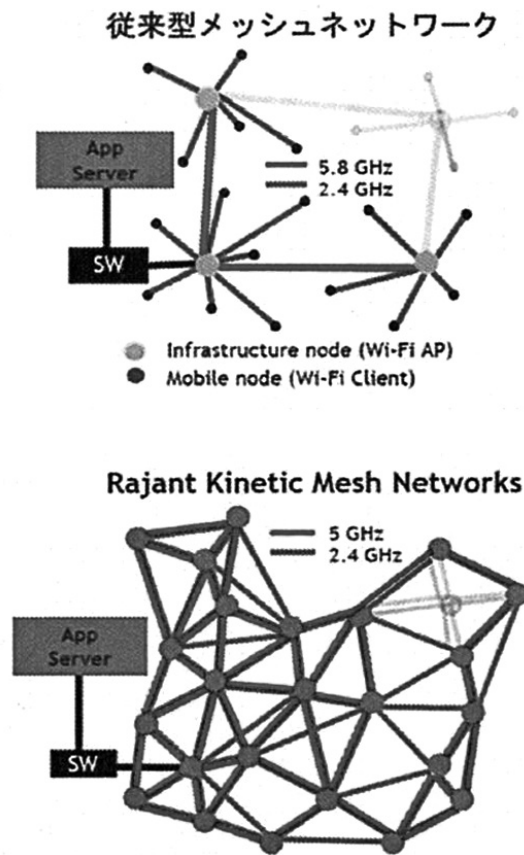 従来型メッシュネットワーク
App
Server
5.8 GHz
2.4 GHz
SW
Infrastructure node (Wi-Fi AP)
Mobile node (Wi-Fi Client)
Rajant Kinetic Mesh Networks
5 GHz
2.4 GHz
App
Server
SW